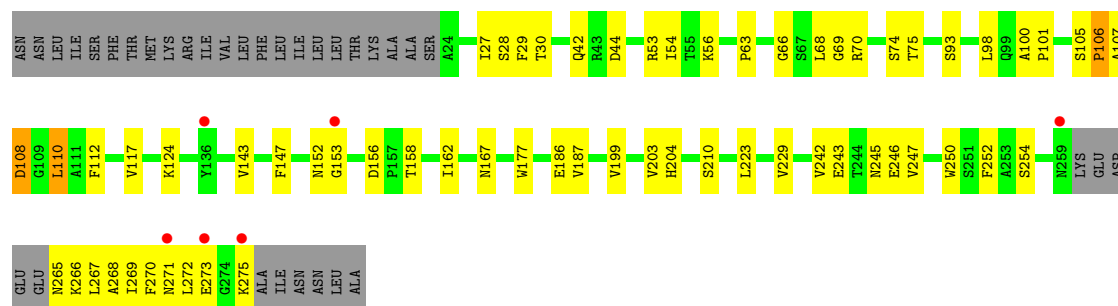 ASN ASN LEU ILE SER PHE THR MET LYS ARG ILE VAL LEU PHE LEU ILE LEU LEU THR LYS ALA ALA SER A24 I27 S28 F29 T30 Q42 R43 D44 R53 I54 T55 K56 P63 G66 S67 L68 G69 R70 S74 T75 S93 L98 Q99 A100 P101 S105 P106 A107
D108 G109 L110 A111 F112 V117 K124 Y136 V143 F147 N152 G153 D156 P157 T158 I162 N167 W177 E186 V187 V199 V203 H204 S210 L223 V229 V242 E243 T244 N245 E246 V247 W250 S251 F252 A253 S254 N259 LYS GLU ASP
GLU GLU N265 K266 L267 A268 I269 F270 N271 L272 E273 G274 K275 ALA ILE ASN ASN LEU ALA